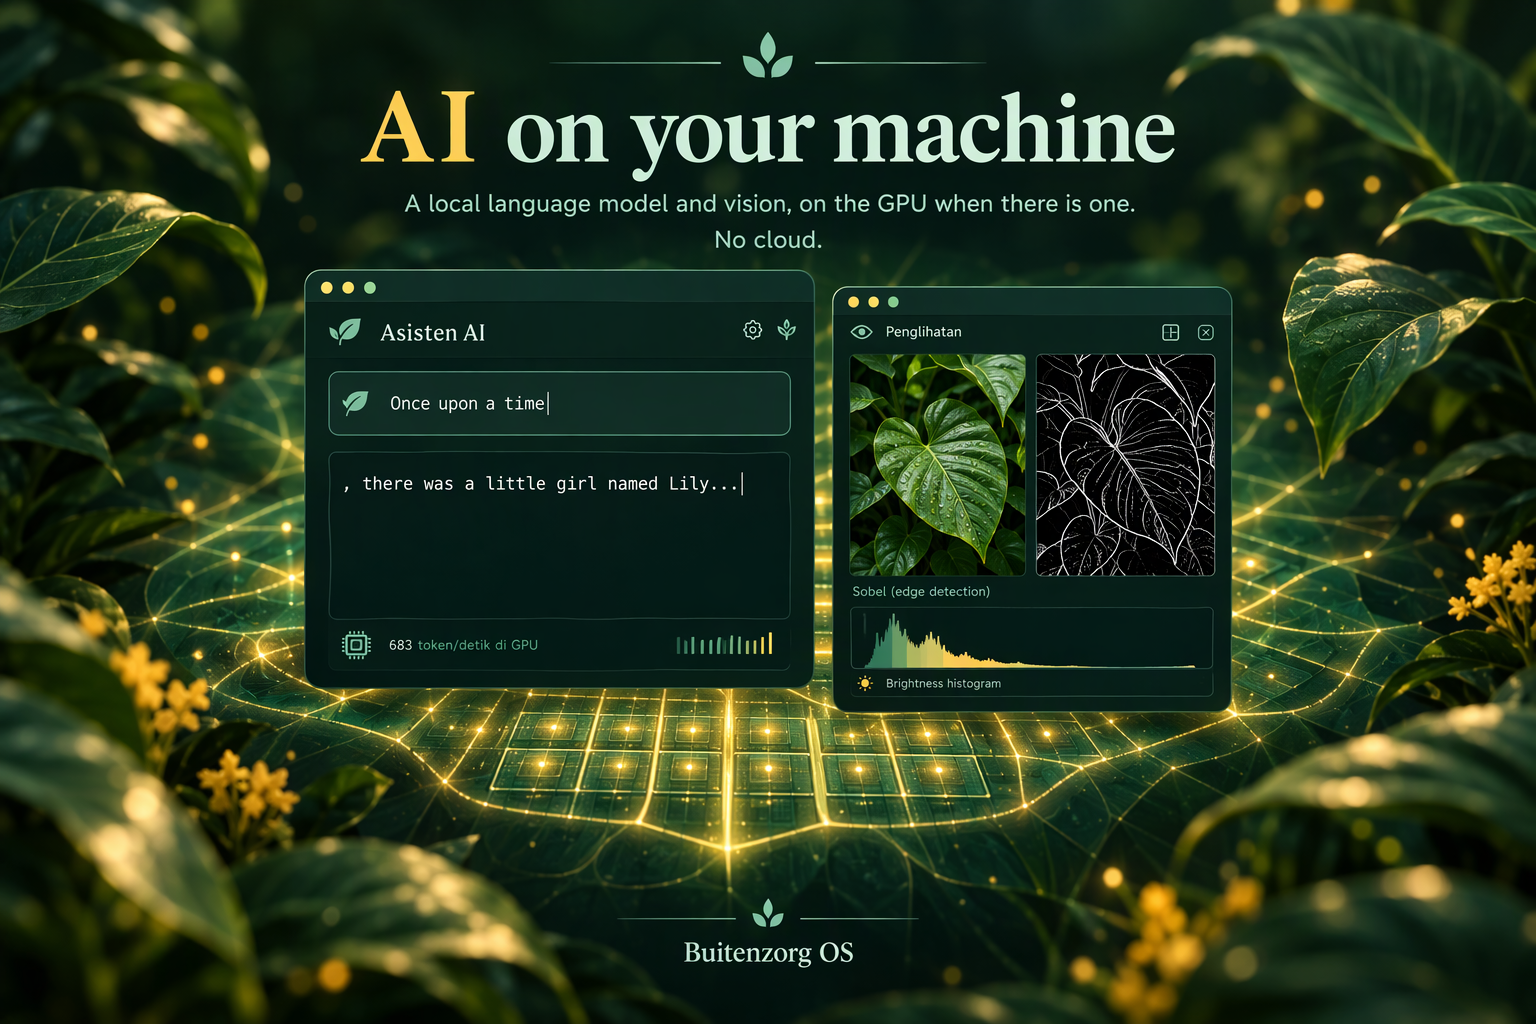 AI on your machine
A local language model and vision, on the GPU when there is one.
No cloud.
Asisten AI
Once upon a time
, there was a little girl named Lily...
683 token/detik di GPU
Penglihatan
Sobel (edge detection)
Brightness histogram
Buitenzorg OS